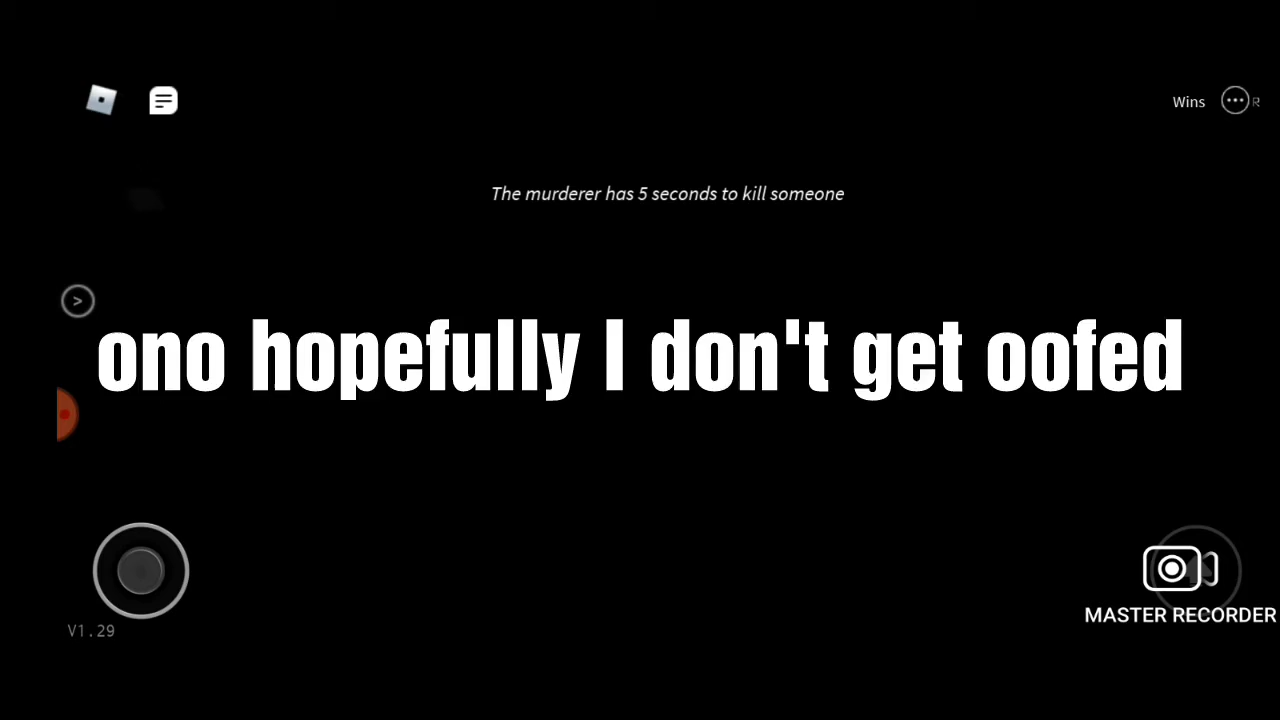 Wins
R
The murderer has 5 seconds to kill someone
>
ono hopefully I don't get oofed
V1.29
MASTER RECORDER